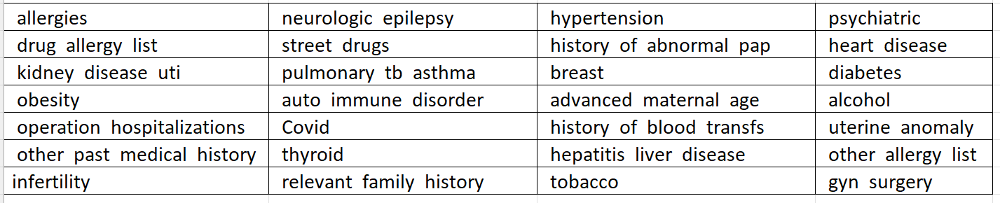 allergies neurologic epilepsy hypertension psychiatric
drug allergy list street drugs history of abnormal pap heart disease
kidney disease uti pulmonary tb asthma breast diabetes
obesity auto immune disorder advanced maternal age alcohol
operation hospitalizations Covid history of blood transfs uterine anomaly
other past medical history thyroid hepatitis liver disease other allergy list
infertility relevant family history tobacco gyn surgery